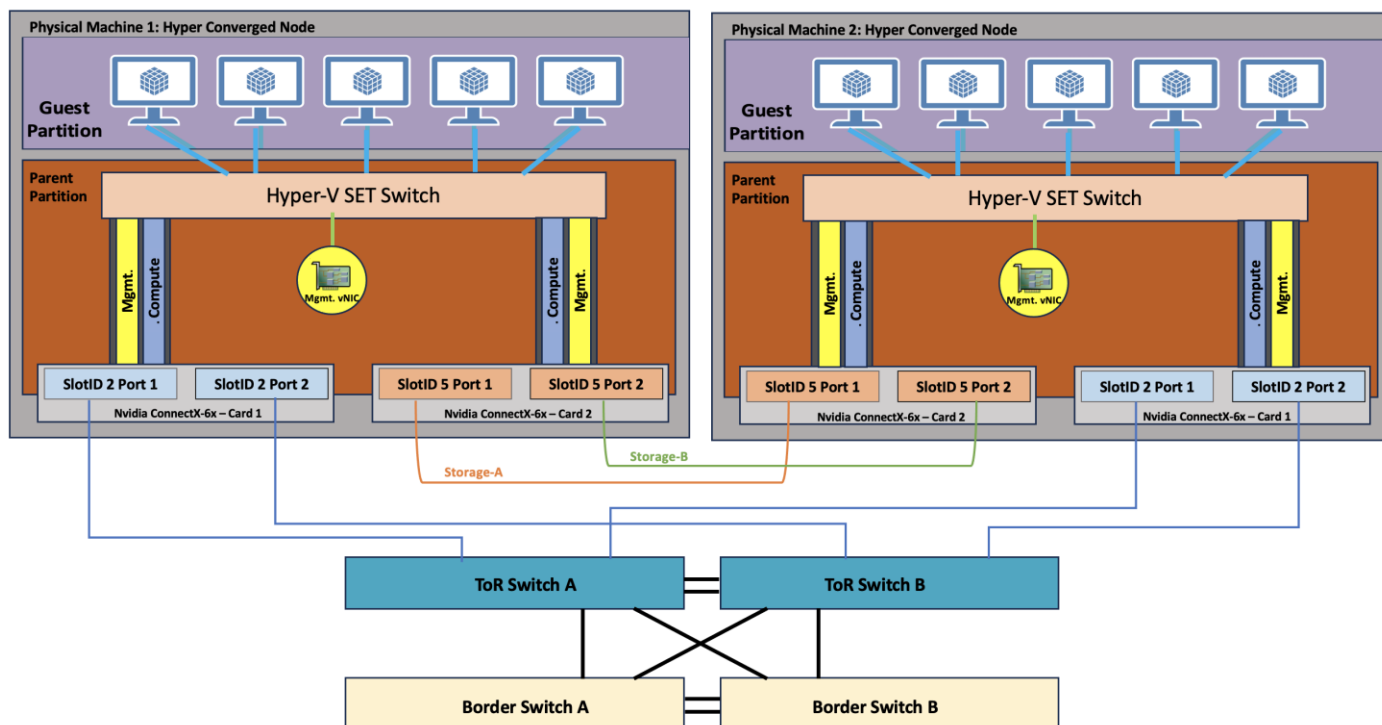 Physical Machine 1: Hyper Converged Node
Guest
Partition
Parent
Partition
Hyper-V SET Switch
Mgmt.
. Compute
Mgmt. vNIC
. Compute
Mgmt.
SlotID 2 Port 1
SlotID 2 Port 2
SlotID 5 Port 1
SlotID 5 Port 2
Nvidia ConnectX-6x – Card 1
Nvidia ConnectX-6x – Card 2
Physical Machine 2: Hyper Converged Node
Guest
Partition
Parent
Partition
Hyper-V SET Switch
Mgmt.
. Compute
Mgmt. vNIC
. Compute
Mgmt.
SlotID 5 Port 1
SlotID 5 Port 2
SlotID 2 Port 1
SlotID 2 Port 2
Nvidia ConnectX-6x – Card 2
Nvidia ConnectX-6x – Card 1
Storage-B
Storage-A
ToR Switch A
ToR Switch B
Border Switch A
Border Switch B